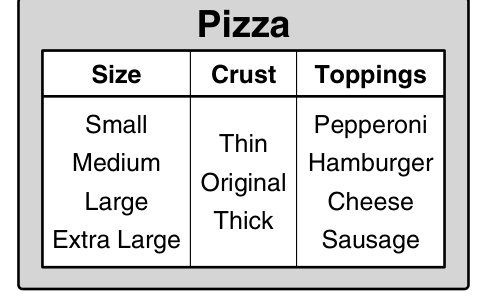 Pizza
Size Crust Toppings
Small
Medium
Large
Extra Large
Thin
Original
Thick
Pepperoni
Hamburger
Cheese
Sausage